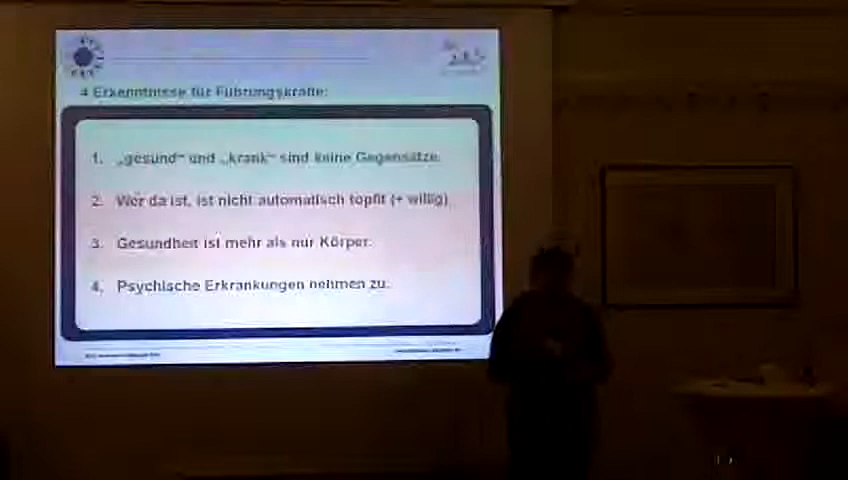 4 Erkenntnisse für Führungskräfte:
1. „gesund“ und „krank“ sind keine Gegensätze.
2. Wer da ist, ist nicht automatisch topfit (+ willig).
3. Gesundheit ist mehr als nur Körper.
4. Psychische Erkrankungen nehmen zu.